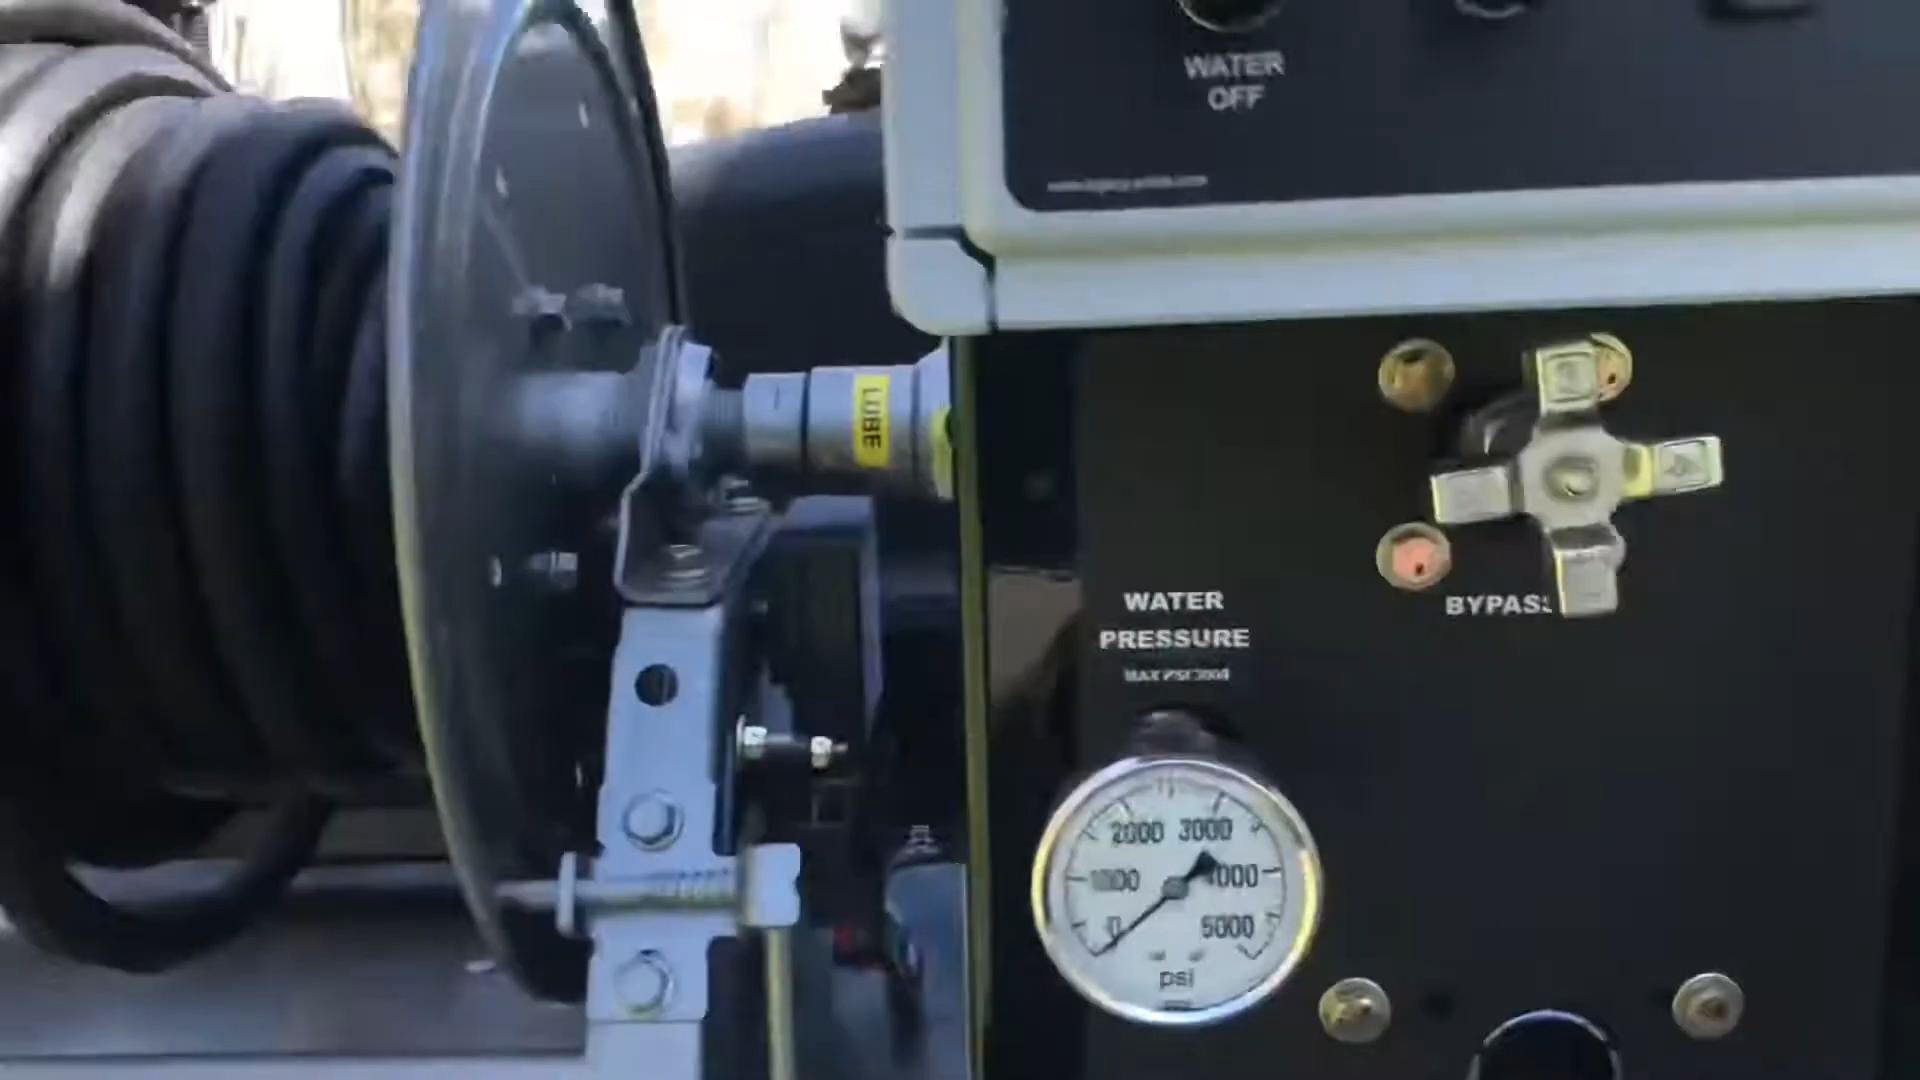 WATER
OFF
LUBE
WATER
PRESSURE
BYPASS
2000 3000
1000 4000
0 5000
psi